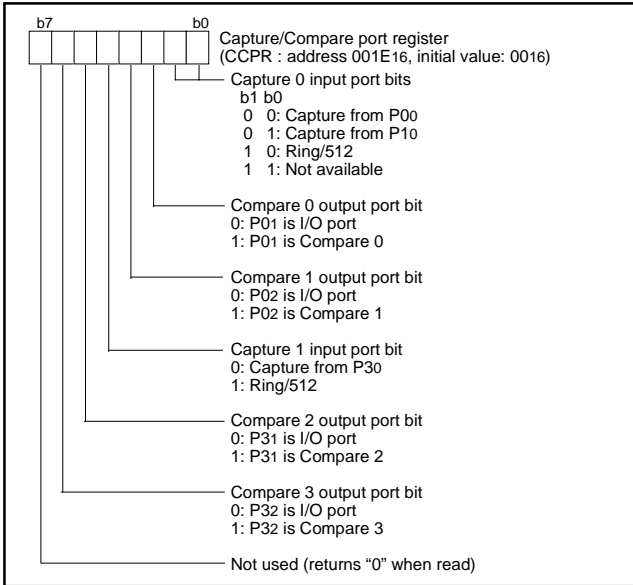 b7 b0
Capture/Compare port register
(CCPR : address 001E16, initial value: 0016)
Capture 0 input port bits
b1 b0
0 0: Capture from P00
0 1: Capture from P10
1 0: Ring/512
1 1: Not available
Compare 0 output port bit
0: P01 is I/O port
1: P01 is Compare 0
Compare 1 output port bit
0: P02 is I/O port
1: P02 is Compare 1
Capture 1 input port bit
0: Capture from P30
1: Ring/512
Compare 2 output port bit
0: P31 is I/O port
1: P31 is Compare 2
Compare 3 output port bit
0: P32 is I/O port
1: P32 is Compare 3
Not used (returns “0” when read)